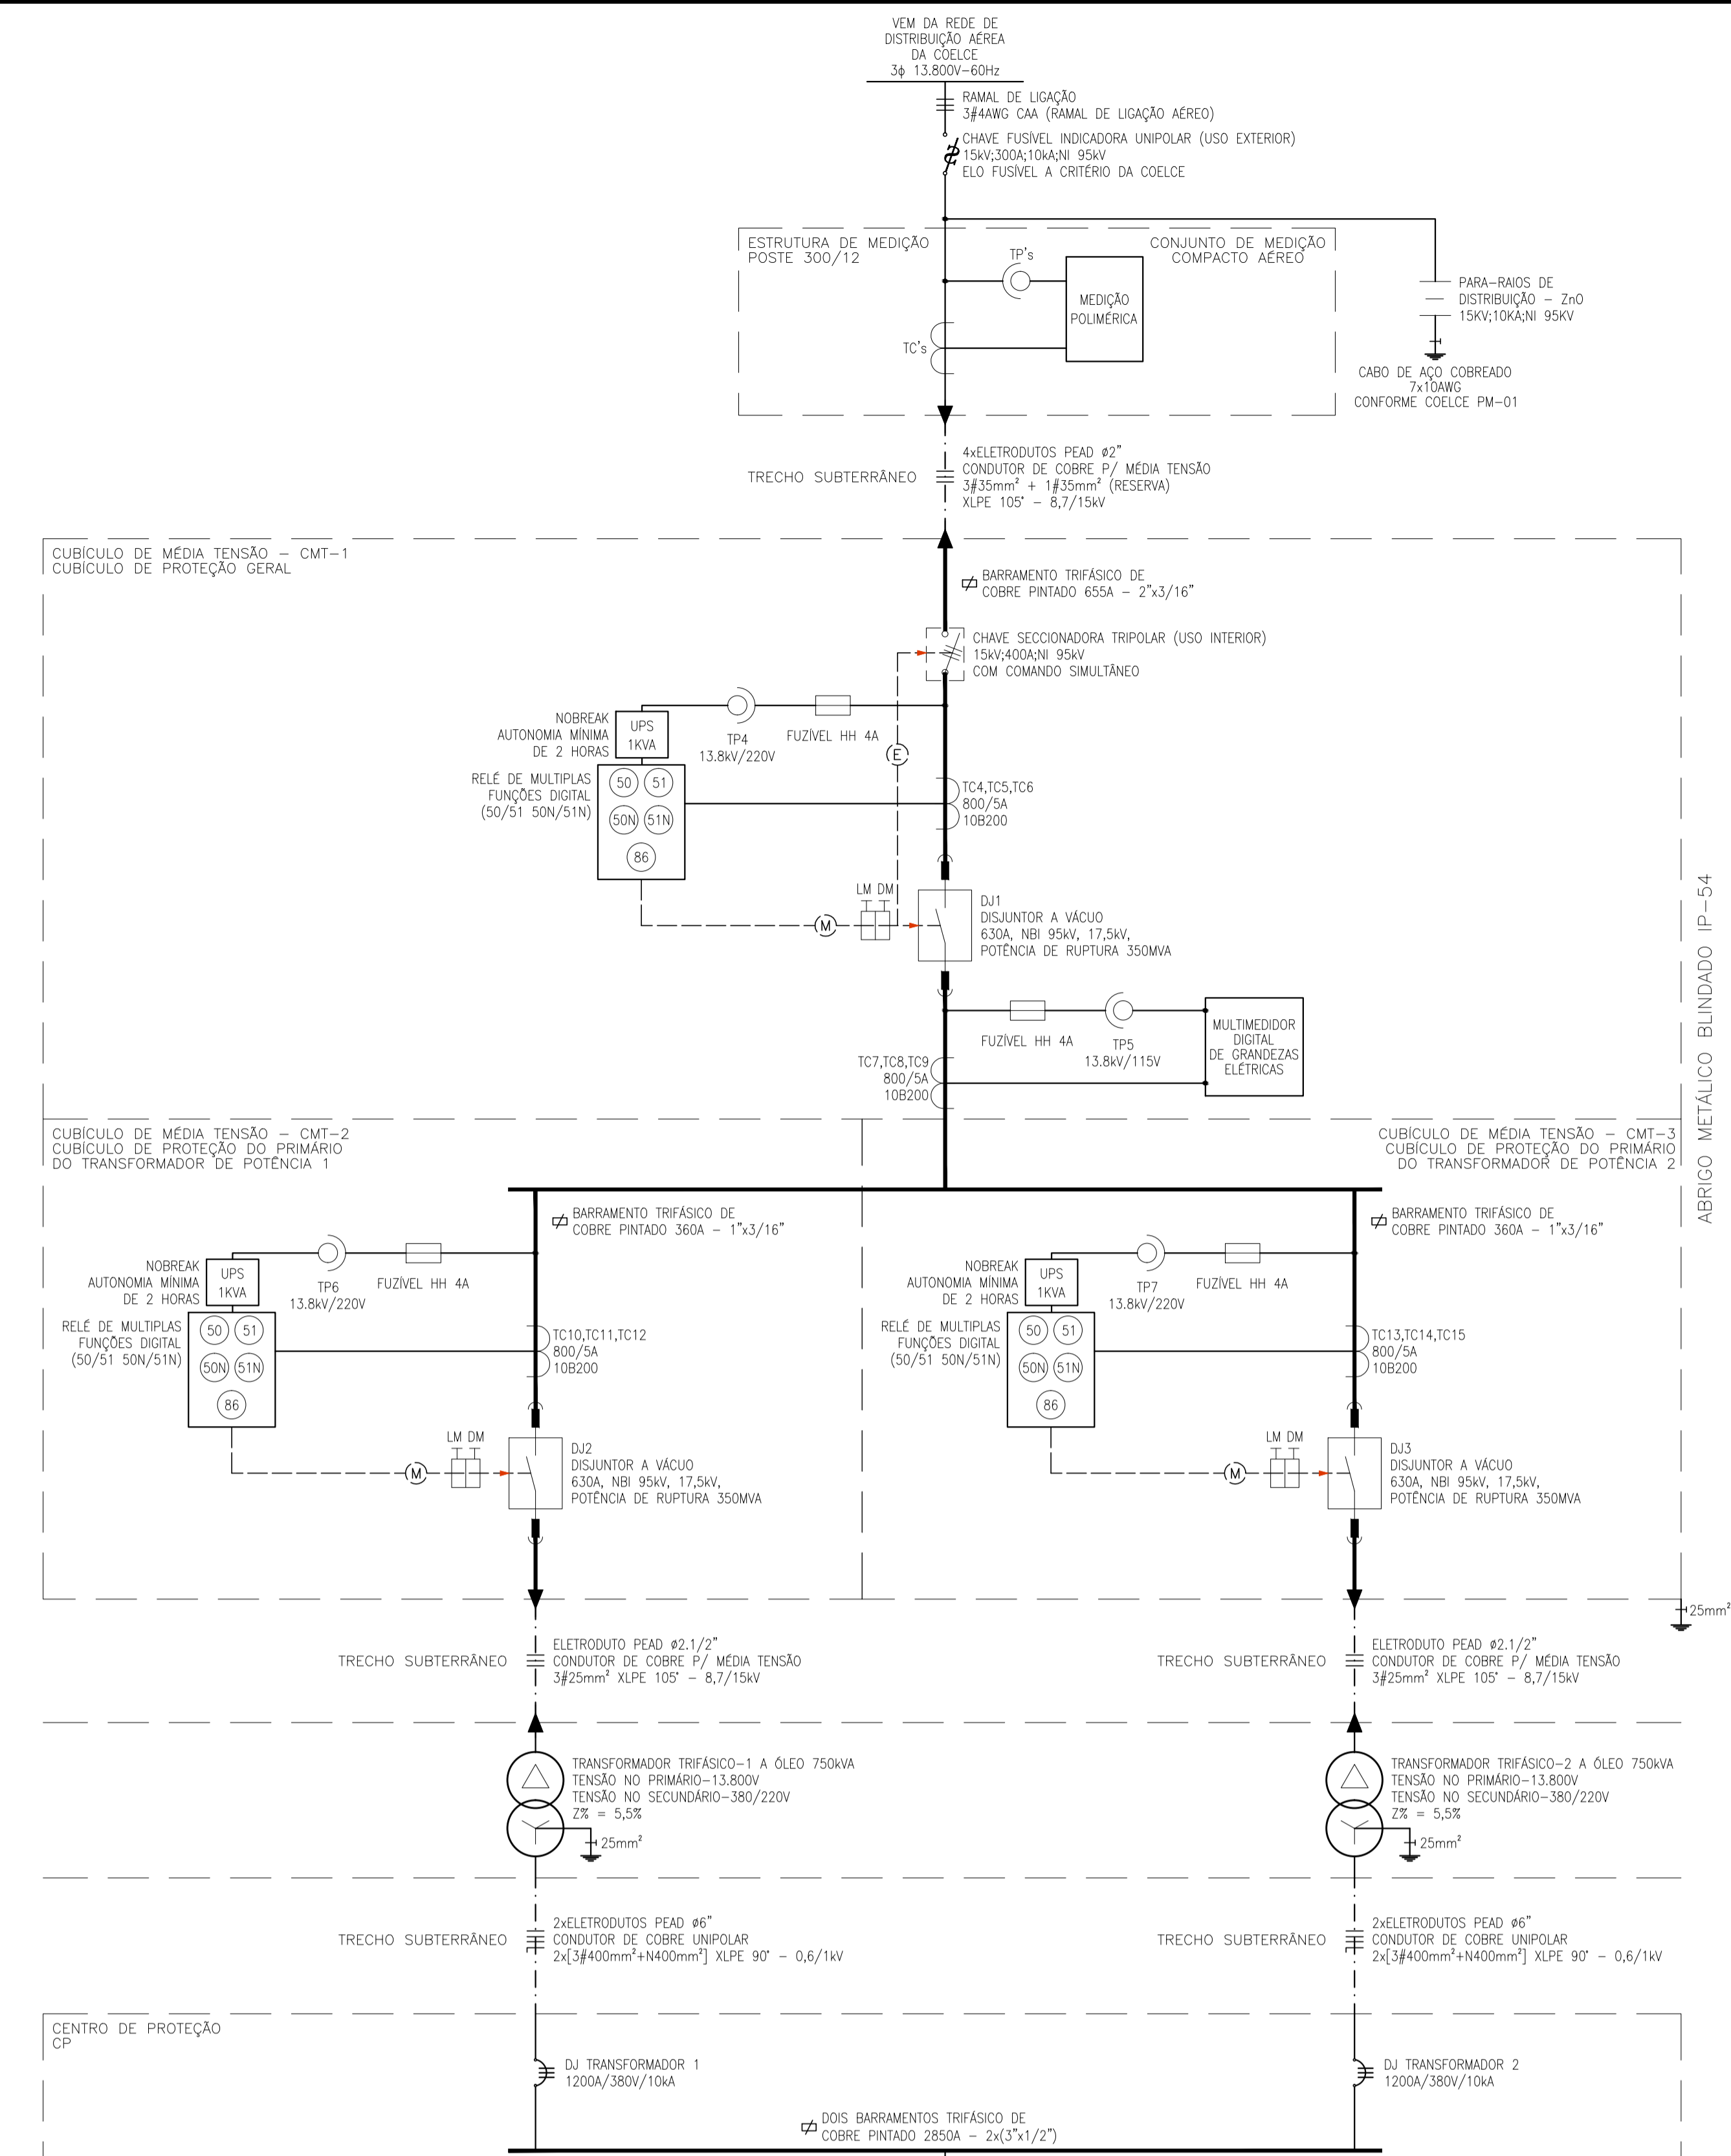 VEM DA REDE DE
DISTRIBUIÇÃO AÉREA
DA COELCE
3ϕ 13.800V-60Hz
RAMAL DE LIGAÇÃO
3#4AWG CAA (RAMAL DE LIGAÇÃO AÉREO)
CHAVE FUSÍVEL INDICADORA UNIPOLAR (USO EXTERIOR)
15kV;300A;10kA;NI 95kV
ELO FUSÍVEL A CRITÉRIO DA COELCE
ESTRUTURA DE MEDIÇÃO
POSTE 300/12
CONJUNTO DE MEDIÇÃO
COMPACTO AÉREO
TP's
MEDIÇÃO
POLIMÉRICA
TC's
PARA-RAIOS DE
DISTRIBUIÇÃO - ZnO
15KV;10KA;NI 95KV
CABO DE AÇO COBREADO
7x10AWG
CONFORME COELCE PM-01
TRECHO SUBTERRÂNEO
4xELETRODUTOS PEAD ø2"
CONDUTOR DE COBRE P/ MÉDIA TENSÃO
3#35mm² + 1#35mm² (RESERVA)
XLPE 105° - 8,7/15kV
CUBÍCULO DE MÉDIA TENSÃO - CMT-1
CUBÍCULO DE PROTEÇÃO GERAL
BARRAMENTO TRIFÁSICO DE
COBRE PINTADO 655A - 2"x3/16"
CHAVE SECCIONADORA TRIPOLAR (USO INTERIOR)
15kV;400A;NI 95kV
COM COMANDO SIMULTÂNEO
NOBREAK
AUTONOMIA MÍNIMA
DE 2 HORAS
UPS
1KVA
TP4
13.8kV/220V
FUZÍVEL HH 4A
E
RELÉ DE MULTIPLAS
FUNÇÕES DIGITAL
(50/51 50N/51N)
50 51
50N 51N
86
TC4,TC5,TC6
800/5A
10B200
M
LM DM
DJ1
DISJUNTOR A VÁCUO
630A, NBI 95kV, 17,5kV,
POTÊNCIA DE RUPTURA 350MVA
FUZÍVEL HH 4A
TP5
13.8kV/115V
MULTIMEDIDOR
DIGITAL
DE GRANDEZAS
ELÉTRICAS
TC7,TC8,TC9
800/5A
10B200
ABRIGO METÁLICO BLINDADO IP-54
CUBÍCULO DE MÉDIA TENSÃO - CMT-2
CUBÍCULO DE PROTEÇÃO DO PRIMÁRIO
DO TRANSFORMADOR DE POTÊNCIA 1
CUBÍCULO DE MÉDIA TENSÃO - CMT-3
CUBÍCULO DE PROTEÇÃO DO PRIMÁRIO
DO TRANSFORMADOR DE POTÊNCIA 2
BARRAMENTO TRIFÁSICO DE
COBRE PINTADO 360A - 1"x3/16"
NOBREAK
AUTONOMIA MÍNIMA
DE 2 HORAS
UPS
1KVA
TP6
13.8kV/220V
FUZÍVEL HH 4A
RELÉ DE MULTIPLAS
FUNÇÕES DIGITAL
(50/51 50N/51N)
50 51
50N 51N
86
TC10,TC11,TC12
800/5A
10B200
M
LM DM
DJ2
DISJUNTOR A VÁCUO
630A, NBI 95kV, 17,5kV,
POTÊNCIA DE RUPTURA 350MVA
BARRAMENTO TRIFÁSICO DE
COBRE PINTADO 360A - 1"x3/16"
NOBREAK
AUTONOMIA MÍNIMA
DE 2 HORAS
UPS
1KVA
TP7
13.8kV/220V
FUZÍVEL HH 4A
RELÉ DE MULTIPLAS
FUNÇÕES DIGITAL
(50/51 50N/51N)
50 51
50N 51N
86
TC13,TC14,TC15
800/5A
10B200
M
LM DM
DJ3
DISJUNTOR A VÁCUO
630A, NBI 95kV, 17,5kV,
POTÊNCIA DE RUPTURA 350MVA
25mm²
TRECHO SUBTERRÂNEO
ELETRODUTO PEAD ø2.1/2"
CONDUTOR DE COBRE P/ MÉDIA TENSÃO
3#25mm² XLPE 105° - 8,7/15kV
TRECHO SUBTERRÂNEO
ELETRODUTO PEAD ø2.1/2"
CONDUTOR DE COBRE P/ MÉDIA TENSÃO
3#25mm² XLPE 105° - 8,7/15kV
TRANSFORMADOR TRIFÁSICO-1 A ÓLEO 750kVA
TENSÃO NO PRIMÁRIO-13.800V
TENSÃO NO SECUNDÁRIO-380/220V
Z% = 5,5%
25mm²
TRANSFORMADOR TRIFÁSICO-2 A ÓLEO 750kVA
TENSÃO NO PRIMÁRIO-13.800V
TENSÃO NO SECUNDÁRIO-380/220V
Z% = 5,5%
25mm²
TRECHO SUBTERRÂNEO
2xELETRODUTOS PEAD ø6"
CONDUTOR DE COBRE UNIPOLAR
2x[3#400mm²+N400mm²] XLPE 90° - 0,6/1kV
TRECHO SUBTERRÂNEO
2xELETRODUTOS PEAD ø6"
CONDUTOR DE COBRE UNIPOLAR
2x[3#400mm²+N400mm²] XLPE 90° - 0,6/1kV
CENTRO DE PROTEÇÃO
CP
DJ TRANSFORMADOR 1
1200A/380V/10kA
DJ TRANSFORMADOR 2
1200A/380V/10kA
DOIS BARRAMENTOS TRIFÁSICO DE
COBRE PINTADO 2850A - 2x(3"x1/2")